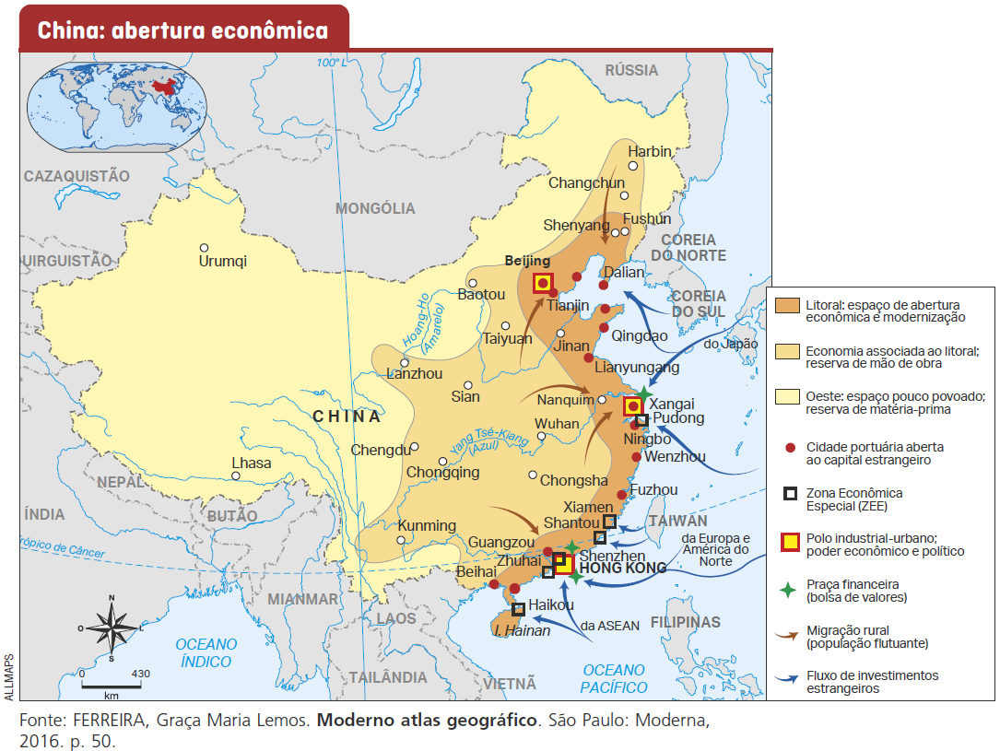 China: abertura econômica
100° L
RÚSSIA
CAZAQUISTÃO
MONGÓLIA
UIRGUISTÃO
Harbin
Changchun
Fushun
Shenyang
COREIA
DO NORTE
Urumqi
Beijing
Dalian
Baotou
Tianjin
COREIA
DO SUL
Hoang-Ho
(Amarelo)
Taiyuan
Jinan
Qingdao
do Japão
Lanzhou
Lianyungang
Sian
Nanquim
Xangai
CHINA
Pudong
Wuhan
Yang Tsé-Kiang
(Azul)
Ningbo
Chengdu
Wenzhou
Chongqing
Lhasa
Chongsha
NEPAL
Fuzhou
ÍNDIA
BUTÃO
Xiamen
Shantou
TAIWAN
Kunming
Guangzou
da Europa e
América do
Norte
rópico de Câncer
Zhuhai
Shenzhen
HONG KONG
Beihai
MIANMAR
Haikou
LAOS
da ASEAN
FILIPINAS
I. Hainan
N
O
L
S
OCEANO
ÍNDICO
TAILÂNDIA
VIETNÃ
OCEANO
PACÍFICO
0 430
km
ALLMAPS
Litoral: espaço de abertura
econômica e modernização
Economia associada ao litoral;
reserva de mão de obra
Oeste: espaço pouco povoado;
reserva de matéria-prima
Cidade portuária aberta
ao capital estrangeiro
Zona Econômica
Especial (ZEE)
Polo industrial-urbano;
poder econômico e político
Praça financeira
(bolsa de valores)
Migração rural
(população flutuante)
Fluxo de investimentos
estrangeiros
Fonte: FERREIRA, Graça Maria Lemos. Moderno atlas geográfico. São Paulo: Moderna,
2016. p. 50.